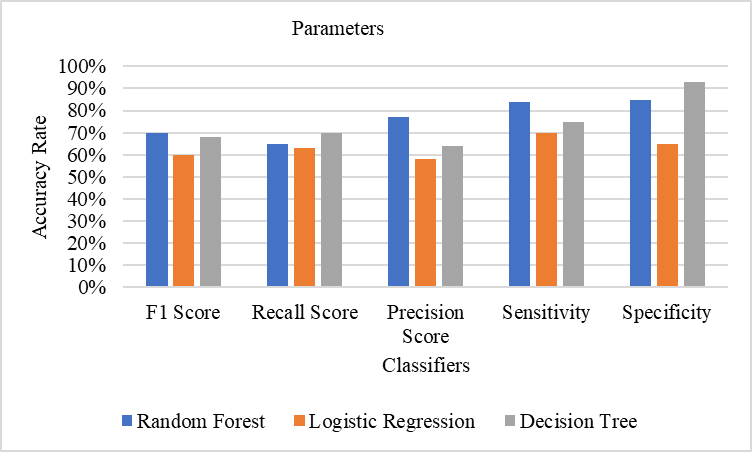 Parameters
100%
90%
80%
70%
60%
50%
40%
30%
20%
10%
0%
Accuracy Rate
F1 Score
Recall Score
Precision
Score
Sensitivity
Specificity
Classifiers
Random Forest
Logistic Regression
Decision Tree